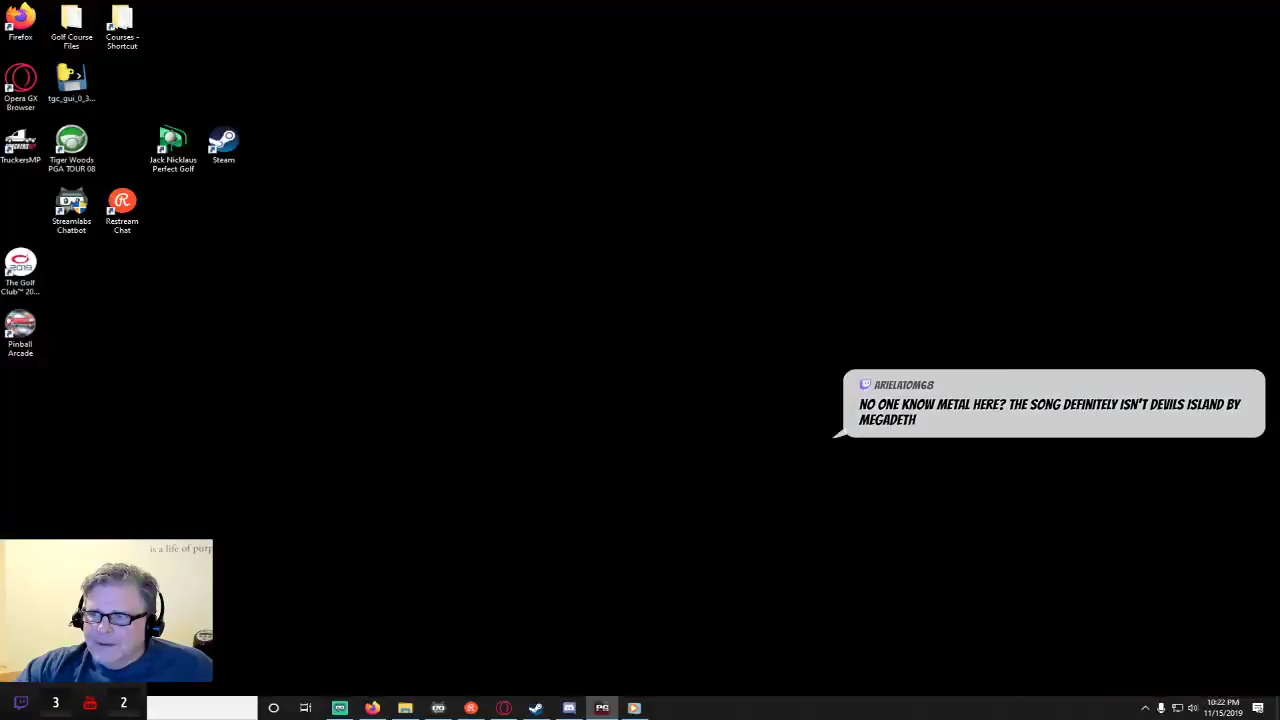 Firefox
Golf Course
Files
Courses -
Shortcut
Opera GX
Browser
tgc_gui_0_3...
TruckersMP
Tiger Woods
PGA TOUR 08
Jack Nicklaus
Perfect Golf
Steam
Streamlabs
Chatbot
Restream
Chat
2019
The Golf
Club™ 20...
Pinball
Arcade
ARIELATOM68
NO ONE KNOW METAL HERE? THE SONG DEFINITELY ISN'T DEVILS ISLAND BY
MEGADETH
is a life of purp
3
2
PG
10:22 PM
11/15/2019